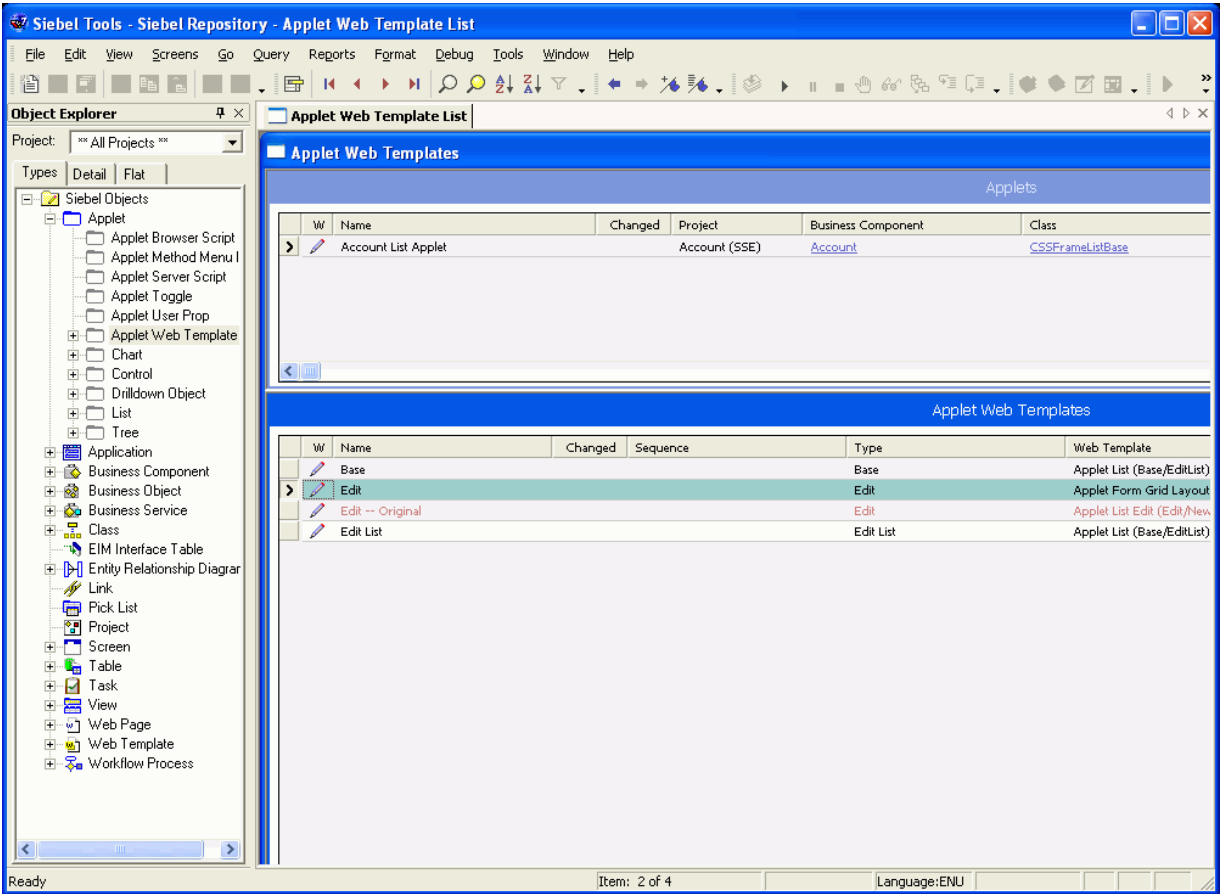 Siebel Tools - Siebel Repository - Applet Web Template List
File Edit View Screens Go Query Reports Format Debug Tools Window Help
Object Explorer
Project: ** All Projects **
Types Detail Flat
Siebel Objects
Applet
Applet Browser Script
Applet Method Menu I
Applet Server Script
Applet Toggle
Applet User Prop
Applet Web Template
Chart
Control
Drilldown Object
List
Tree
Application
Business Component
Business Object
Business Service
Class
EIM Interface Table
Entity Relationship Diagrar
Link
Pick List
Project
Screen
Table
Task
View
Web Page
Web Template
Workflow Process
Applet Web Template List
Applet Web Templates
Applets
W Name Changed Project Business Component Class
Account List Applet Account (SSE) Account CSSFrameListBase
Applet Web Templates
W Name Changed Sequence Type Web Template
Base Base Applet List (Base/EditList)
Edit Edit Applet Form Grid Layout
Edit -- Original Edit Applet List Edit (Edit/New
Edit List Edit List Applet List (Base/EditList)
Ready Item: 2 of 4 Language:ENU